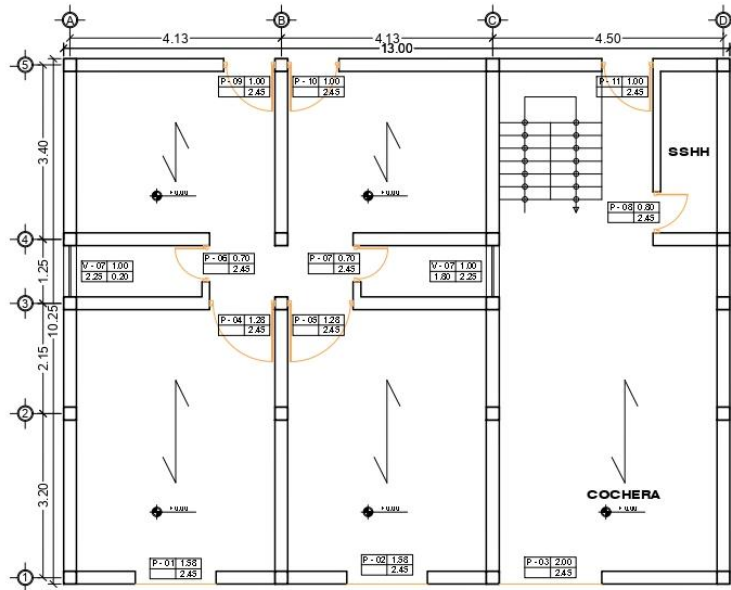 A B C D
4.13 4.13 4.50
13.00
5
P - 09 1.00
2.45
P - 10 1.00
2.45
P - 11 1.00
2.45
3.40
SSHH
P - 08 0.80
2.45
4
P - 06 0.70
2.45
P - 07 0.70
2.45
V - 07 1.00
2.25 0.20
V - 07 1.00
1.80 2.25
1.25
3
10.25
P - 04 1.28
2.45
P - 05 1.28
2.45
2.15
2
3.20
COCHERA
P - 01 1.58
2.45
P - 02 1.58
2.45
P - 03 2.00
2.45
1